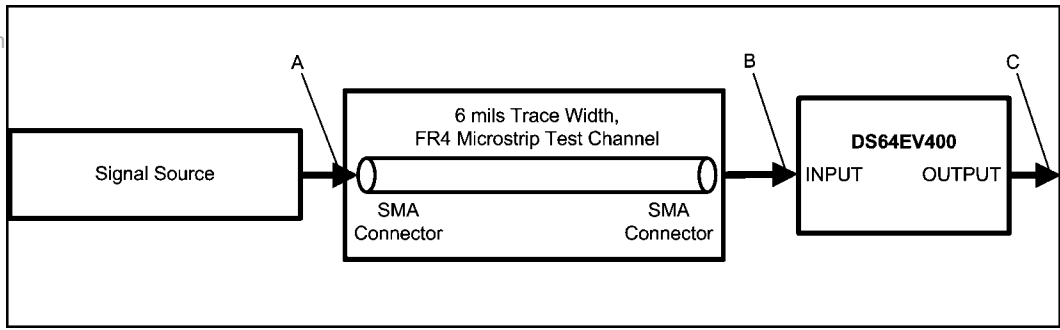 A
B
C
6 mils Trace Width,
FR4 Microstrip Test Channel
DS64EV400
Signal Source
INPUT
OUTPUT
SMA
Connector
SMA
Connector